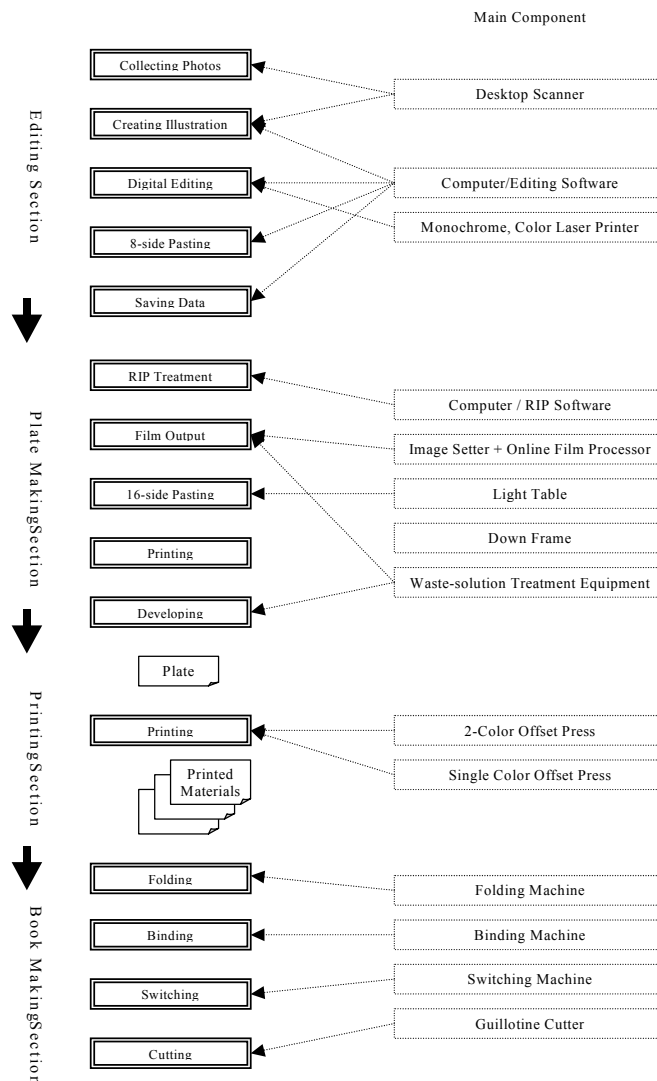 Main Component
Collecting Photos
Desktop Scanner
Creating Illustration
Editing Section
Digital Editing
Computer/Editing Software
Monochrome, Color Laser Printer
8-side Pasting
Saving Data
RIP Treatment
Computer / RIP Software
Plate MakingSection
Film Output
Image Setter + Online Film Processor
16-side Pasting
Light Table
Down Frame
Printing
Waste-solution Treatment Equipment
Developing
Plate
PrintingSection
Printing
2-Color Offset Press
Single Color Offset Press
Printed
Materials
Folding
Folding Machine
Book MakingSection
Binding
Binding Machine
Switching Machine
Switching
Guillotine Cutter
Cutting